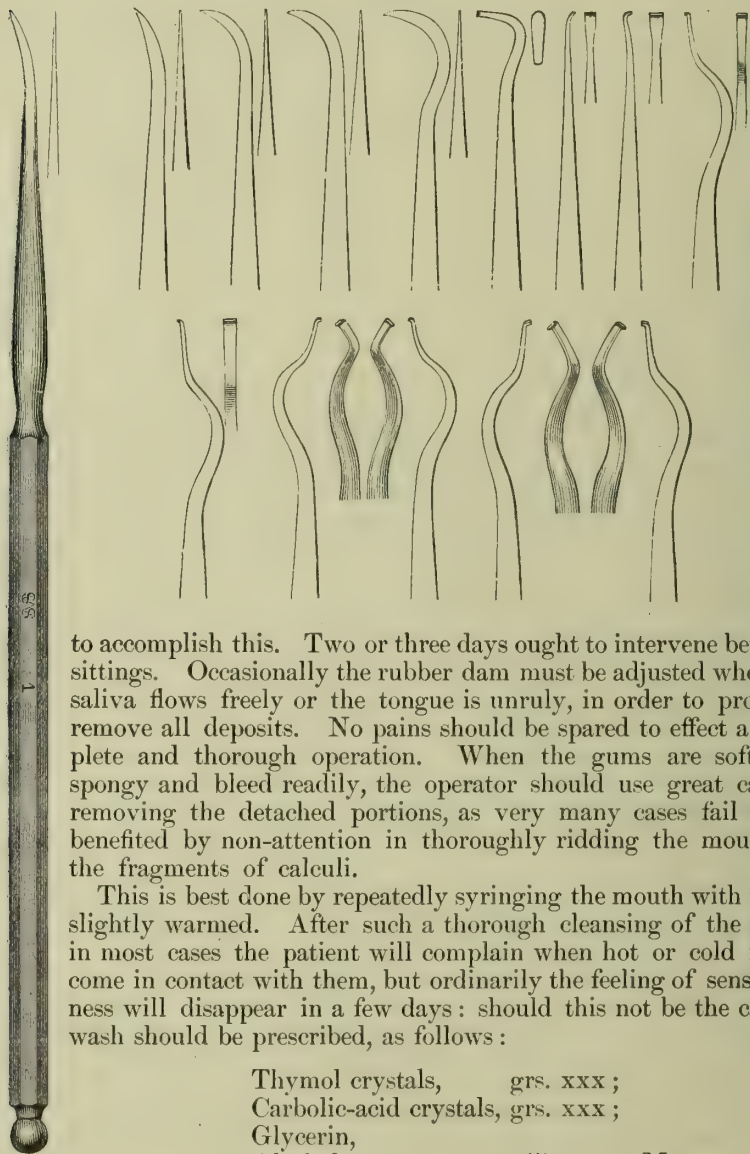 to accomplish this. Two or three days ought to intervene be
sittings. Occasionally the rubber dam must be adjusted whe
saliva flows freely or the tongue is unruly, in order to pro
remove all deposits. No pains should be spared to effect a
plete and thorough operation. When the gums are soft
spongy and bleed readily, the operator should use great ca
removing the detached portions, as very many cases fail
benefited by non-attention in thoroughly ridding the mou
the fragments of calculi.
This is best done by repeatedly syringing the mouth with
slightly warmed. After such a thorough cleansing of the
in most cases the patient will complain when hot or cold
come in contact with them, but ordinarily the feeling of sens
ness will disappear in a few days: should this not be the c
wash should be prescribed, as follows:
Thymol crystals, grs. xxx;
Carbolic-acid crystals, grs. xxx;
Glycerin,
1